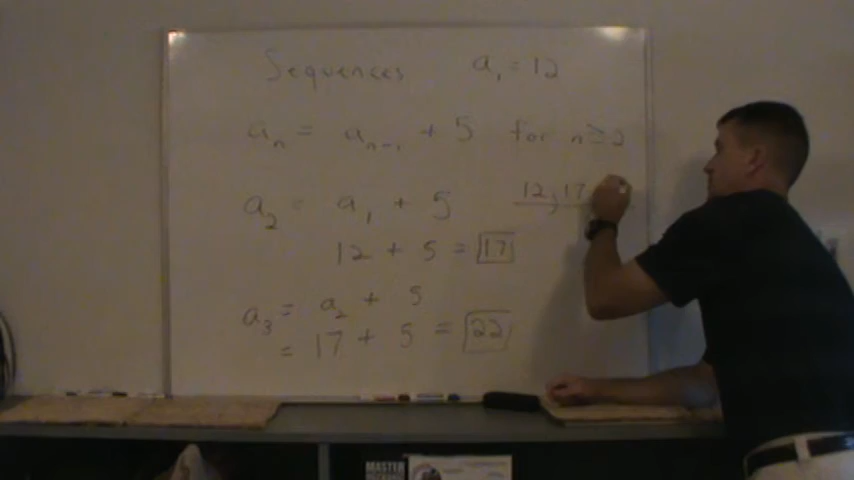 Sequences a₁ = 12
aₙ = aₙ₋₁ + 5 for n ≥ 2
a₂ = a₁ + 5 12, 17
12 + 5 = 17
a₃ = a₂ + 5
= 17 + 5 = 22
MASTER